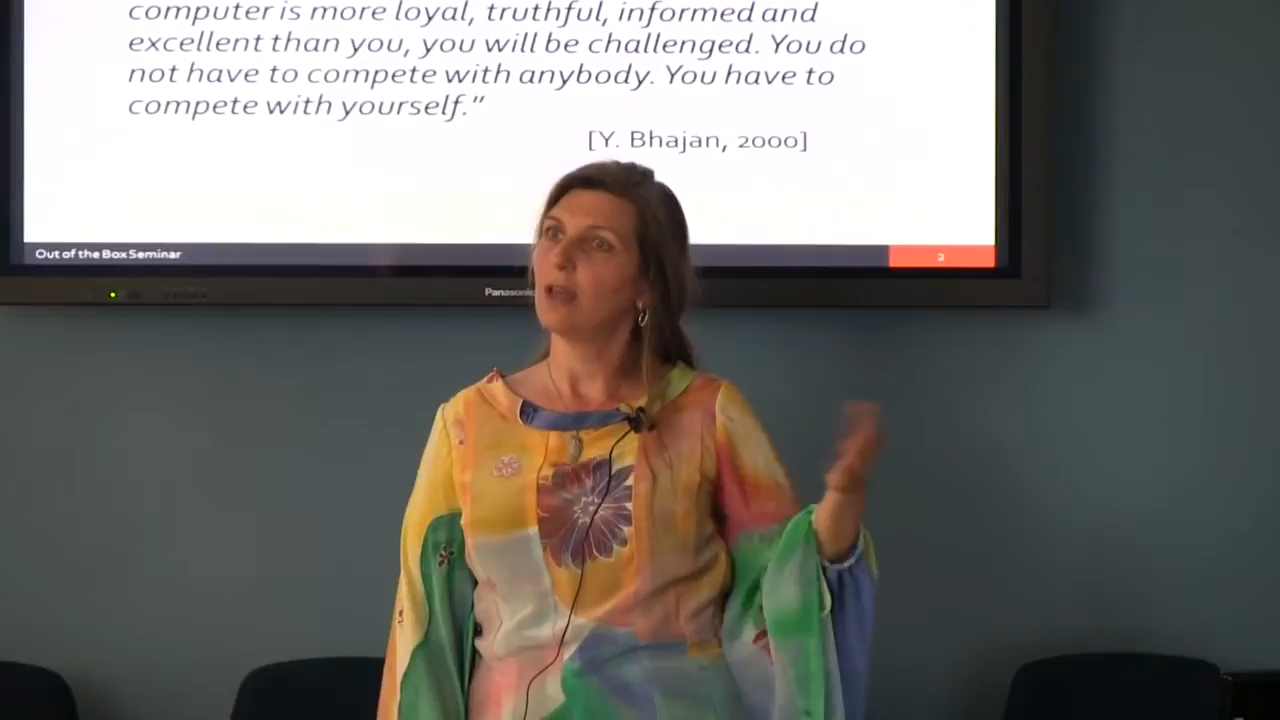 computer is more loyal, truthful, informed and
excellent than you, you will be challenged. You do
not have to compete with anybody. You have to
compete with yourself."
[Y. Bhajan, 2000]
Out of the Box Seminar
2
Panasonic